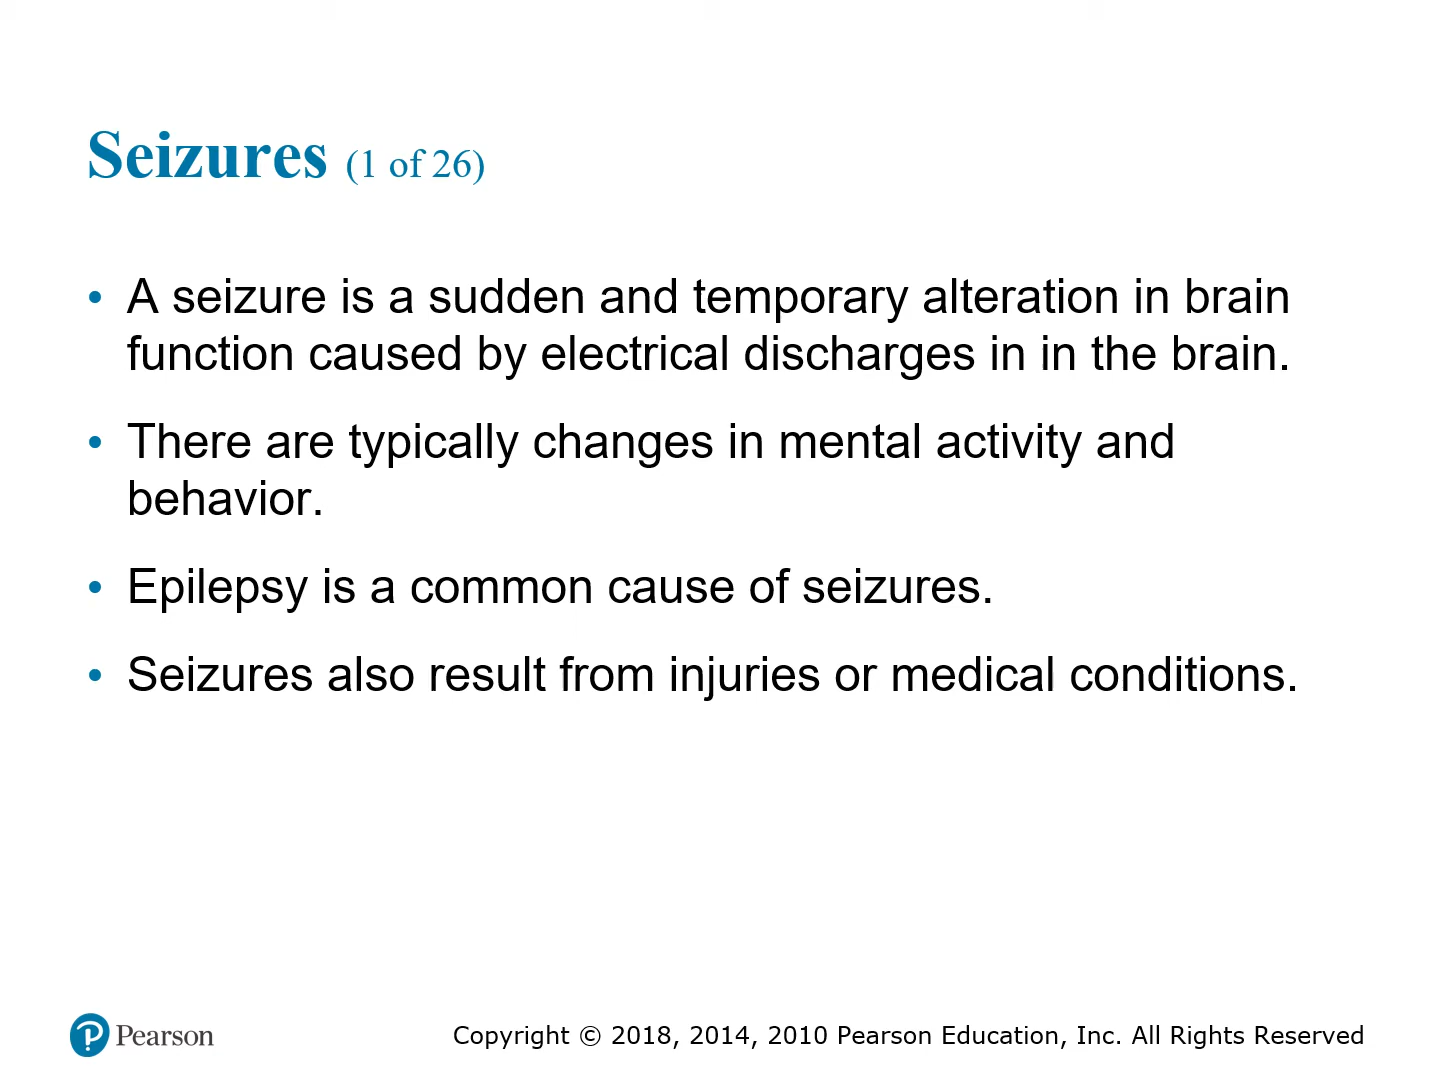 Seizures (1 of 26)
• A seizure is a sudden and temporary alteration in brain
function caused by electrical discharges in in the brain.
• There are typically changes in mental activity and
behavior.
• Epilepsy is a common cause of seizures.
• Seizures also result from injuries or medical conditions.
Pearson
Copyright © 2018, 2014, 2010 Pearson Education, Inc. All Rights Reserved